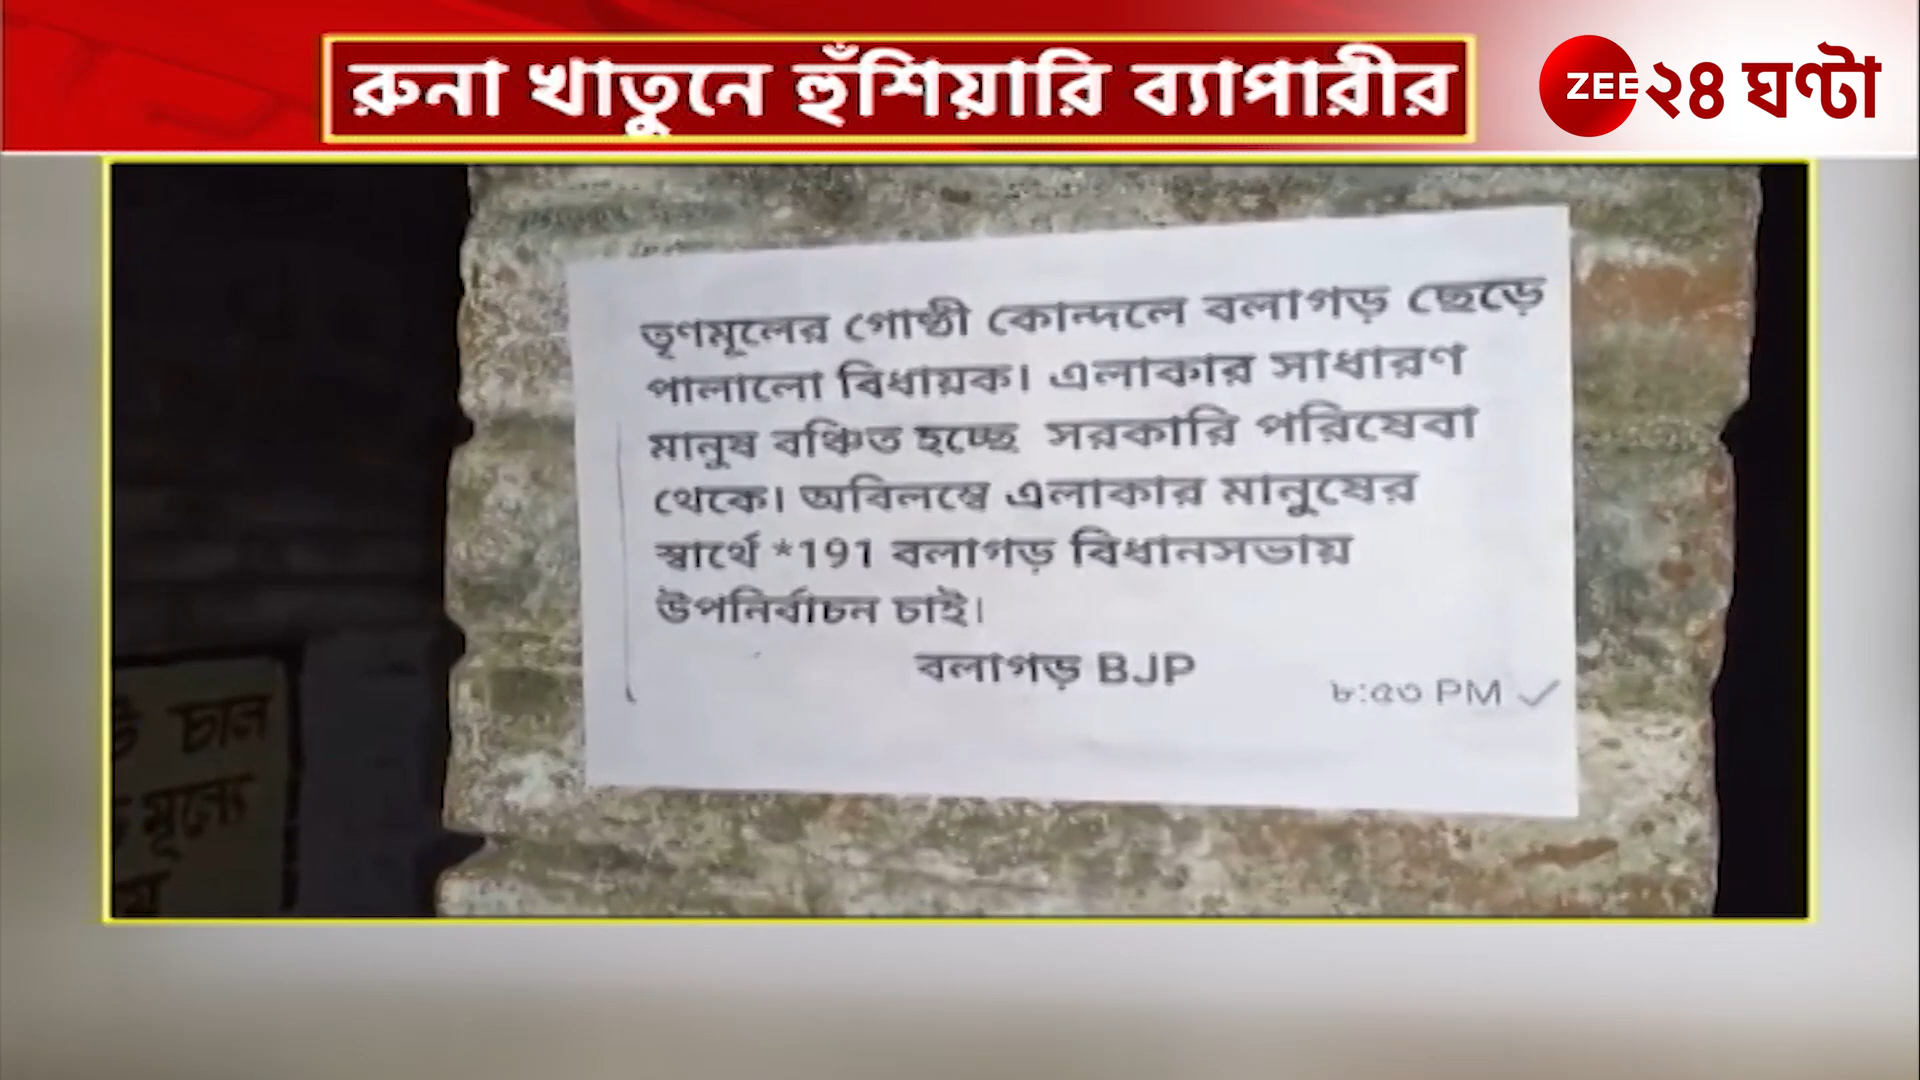 রুনা খাতুনে হুঁশিয়ারি ব্যাপারীর
ZEE ২৪ ঘণ্টা
তৃণমূলের গোষ্ঠী কোন্দলে বলাগড় ছেড়ে
পালালো বিধায়ক। এলাকার সাধারণ
মানুষ বঞ্চিত হচ্ছে সরকারি পরিষেবা
থেকে। অবিলম্বে এলাকার মানুষের
স্বার্থে *191 বলাগড় বিধানসভায়
উপনির্বাচন চাই।
বলাগড় BJP
৮:৫৩ PM
চাল
মূল্যে